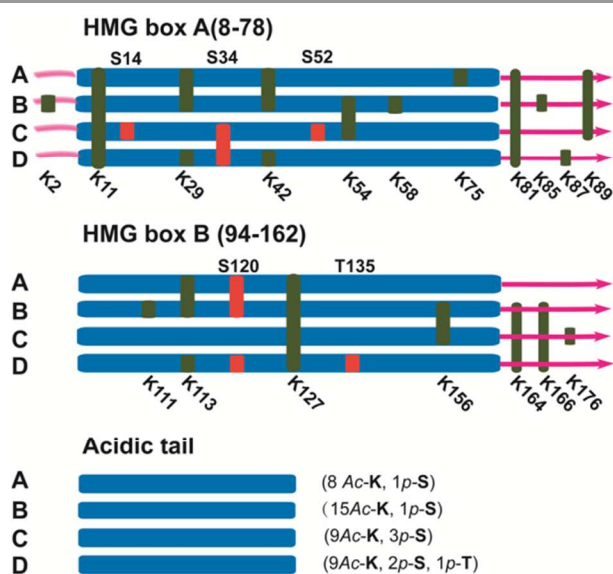 HMG box A(8-78)
S14 S34 S52
A
B
C
D
K2 K11 K29 K42 K54 K58 K75 K81 K85 K87 K89
HMG box B (94-162)
S120 T135
A
B
C
D
K111 K113 K127 K156 K164 K166 K176
Acidic tail
A (8 Ac-K, 1p-S)
B (15Ac-K, 1p-S)
C (9Ac-K, 3p-S)
D (9Ac-K, 2p-S, 1p-T)